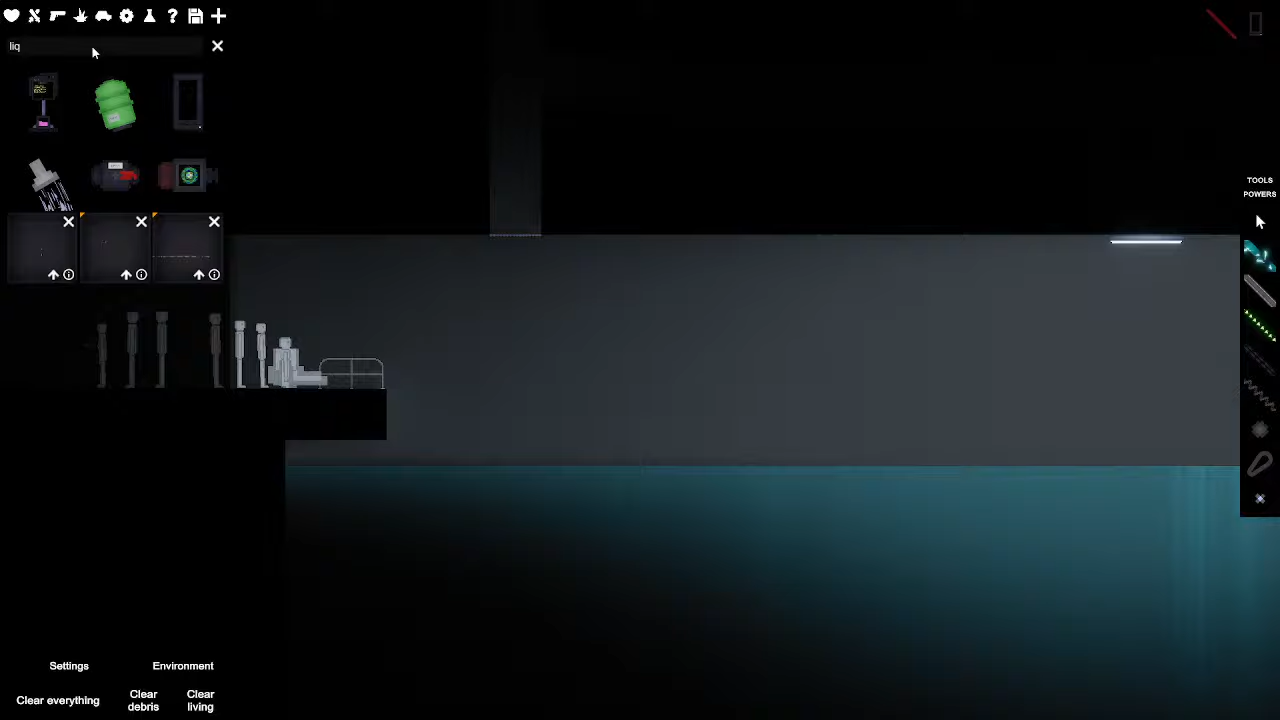 liq
TOOLS
POWERS
Settings
Environment
Clear everything
Clear debris
Clear living